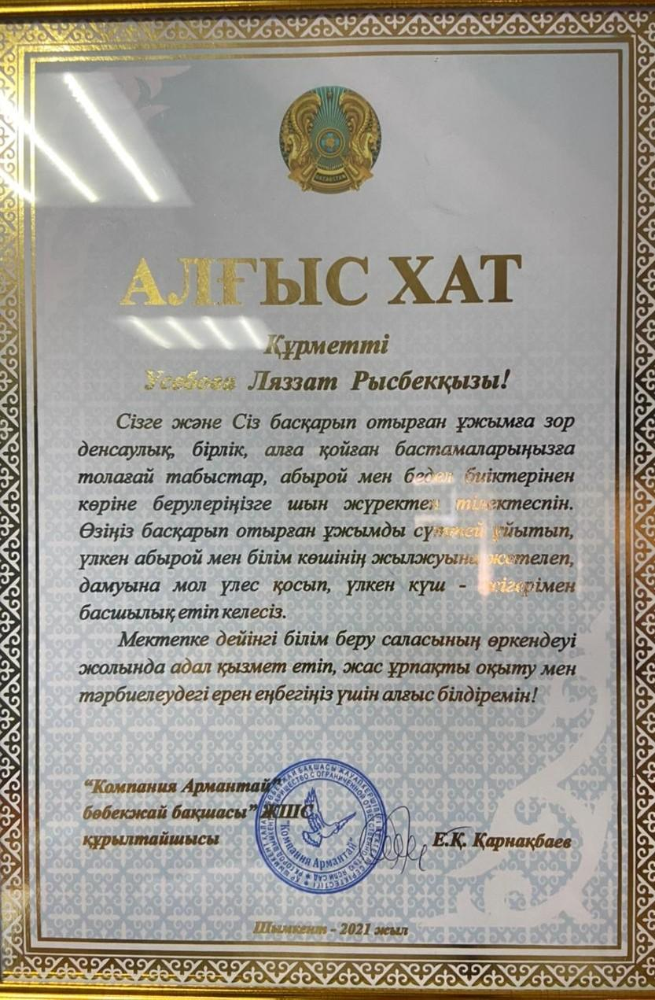 ҚАЗАҚСТАН
АЛҒЫС ХАТ
Құрметті
Ляззат Рысбекқызы!
Сізге және Сіз басқарып отырған ұжымға зор
денсаулық, бірлік, алға қойған бастамаларыңызға
толағай табыстар, абырой мен бедел биіктерінен
көріне берулеріңізге шын жүректен тілектеспін.
Өзіңіз басқарып отырған ұжымды сүттей ұйытып,
үлкен абырой мен білім көшінің жылжуына жетелеп,
дамуына мол үлес қосып, үлкен күш - жігерімен
басшылық етіп келесіз.
Мектепке дейінгі білім беру саласының өркендеуі
жолында адал қызмет етіп, жас ұрпақты оқыту мен
тәрбиелеудегі ерен еңбегіңіз үшін алғыс білдіремін!
“Компания Армантай”
бөбекжай бақшасы” ЖШС
құрылтайшысы
"Компания Армантай"
Е.Қ. Қарнақбаев
Шымкент - 2021 жыл